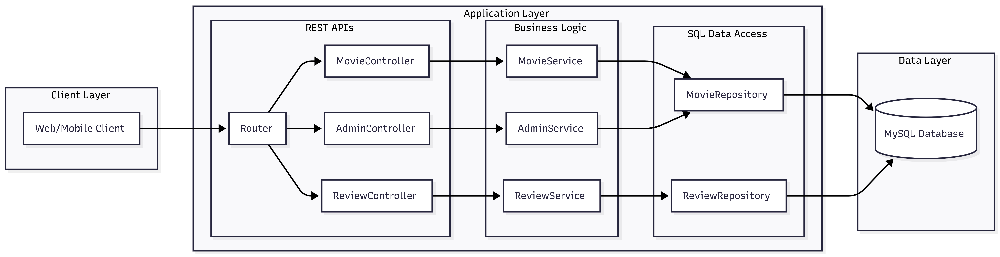 Application Layer
REST APIs
Business Logic
SQL Data Access
MovieController
MovieService
Data Layer
Client Layer
MovieRepository
Web/Mobile Client
Router
AdminController
AdminService
MySQL Database
ReviewController
ReviewService
ReviewRepository